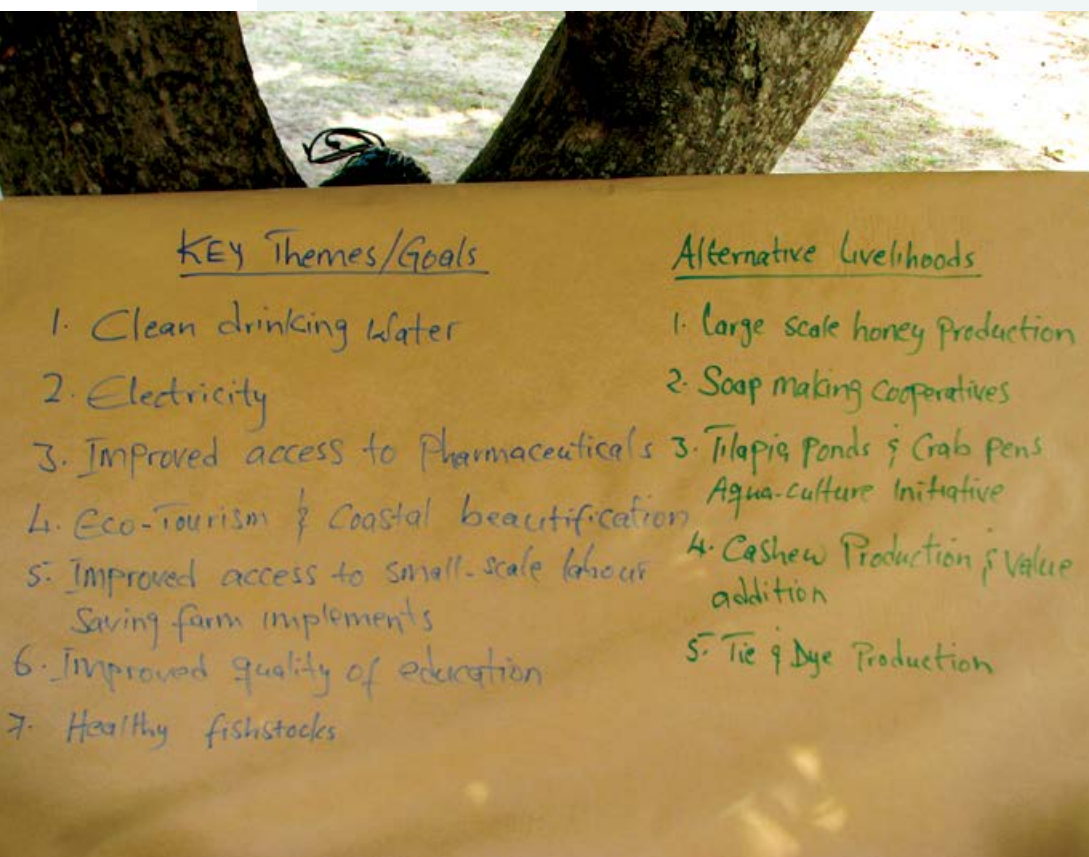 KEY Themes/Goals
1. Clean drinking water
2. Electricity
3. Improved access to Pharmaceuticals
4. Eco-Tourism & Coastal beautification
5. Improved access to small-scale labour
Saving farm implements
6. Improved quality of education
7. Healthy fishstocks
Alternative Livelihoods
1. Large scale honey Production
2. Soap making cooperatives
3. Tilapia Ponds & Crab pens
Aqua-culture Initiative
4. Cashew Production & Value
addition
5. Tie & Dye Production